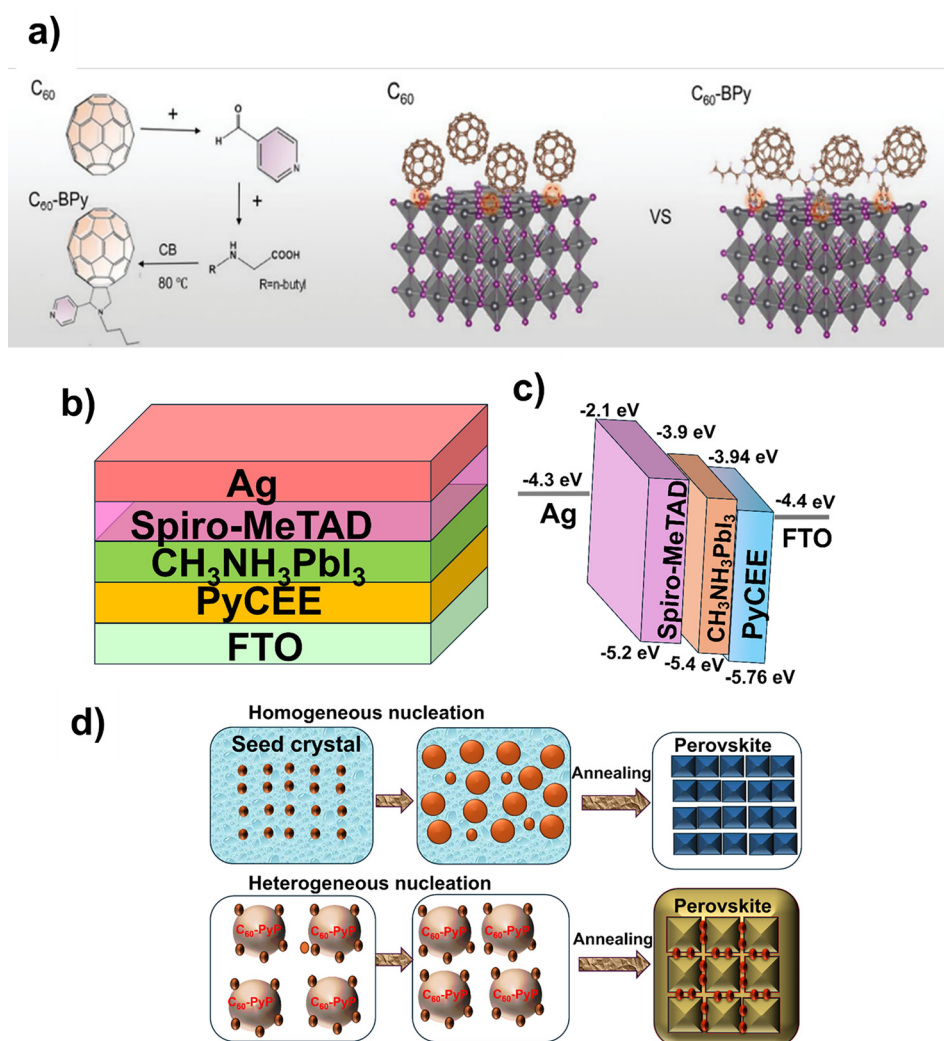 a)
C60
+
O
H
N
+
C60-BPy
CB
80 °C
H
N
R
COOH
R=n-butyl
N
N
C60
VS
C60-BPy
b)
Ag
Spiro-MeTAD
CH3NH3PbI3
PyCEE
FTO
c)
-2.1 eV
-3.9 eV
-3.94 eV
-4.3 eV
Ag
-4.4 eV
FTO
Spiro-MeTAD
CH3NH3PbI3
PyCEE
-5.2 eV
-5.4 eV
-5.76 eV
d)
Homogeneous nucleation
Seed crystal
Annealing
Perovskite
Heterogeneous nucleation
C60-PyP
C60-PyP
C60-PyP
C60-PyP
C60-PyP
C60-PyP
C60-PyP
C60-PyP
Annealing
Perovskite